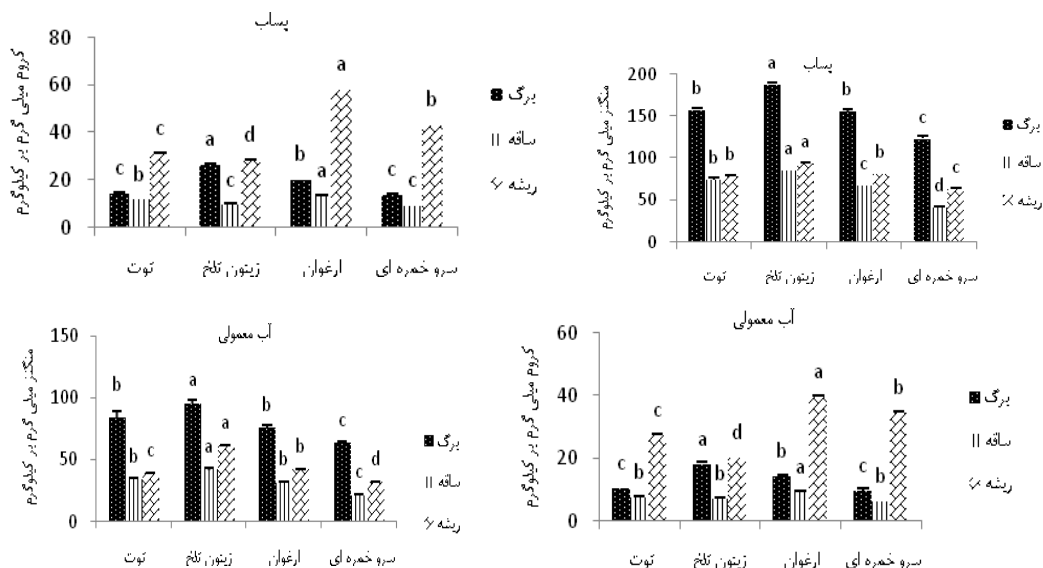 پساب
کروم میلی گرم بر کیلوگرم
80
60
40
20
0
c b c
a c d
b a a
c c b
برگ
ساقه
ریشه
توت
زیتون تلخ
ارغوان
سرو خمره ای
پساب
منگنز میلی گرم بر کیلوگرم
200
150
100
50
0
b b b
a a a
b c b
c d c
برگ
ساقه
ریشه
توت
زیتون تلخ
ارغوان
سرو خمره ای
آب معمولی
منگنز میلی گرم بر کیلوگرم
150
100
50
0
b b c
a a a
b b b
c c d
برگ
ساقه
ریشه
توت
زیتون تلخ
ارغوان
سرو خمره ای
آب معمولی
کروم میلی گرم بر کیلوگرم
60
40
20
0
c b c
a b d
b a a
c b b
برگ
ساقه
ریشه
توت
زیتون تلخ
ارغوان
سرو خمره ای